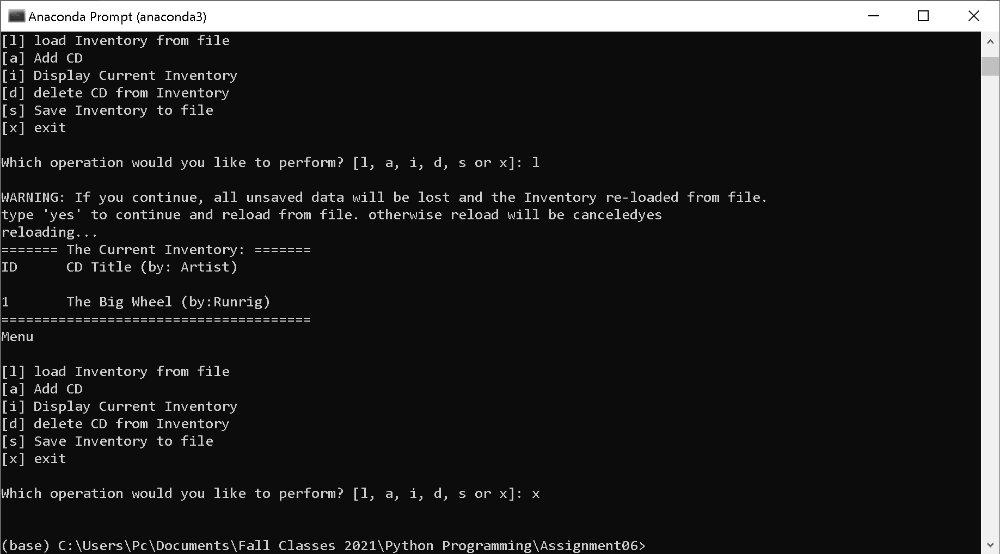 Anaconda Prompt (anaconda3)
[l] load Inventory from file
[a] Add CD
[i] Display Current Inventory
[d] delete CD from Inventory
[s] Save Inventory to file
[x] exit
Which operation would you like to perform? [l, a, i, d, s or x]: l
WARNING: If you continue, all unsaved data will be lost and the Inventory re-loaded from file.
type 'yes' to continue and reload from file. otherwise reload will be canceledyes
reloading...
======= The Current Inventory: =======
ID      CD Title (by: Artist)
1       The Big Wheel (by:Runrig)
======================================
Menu
[l] load Inventory from file
[a] Add CD
[i] Display Current Inventory
[d] delete CD from Inventory
[s] Save Inventory to file
[x] exit
Which operation would you like to perform? [l, a, i, d, s or x]: x
(base) C:\Users\Pc\Documents\Fall Classes 2021\Python Programming\Assignment06>